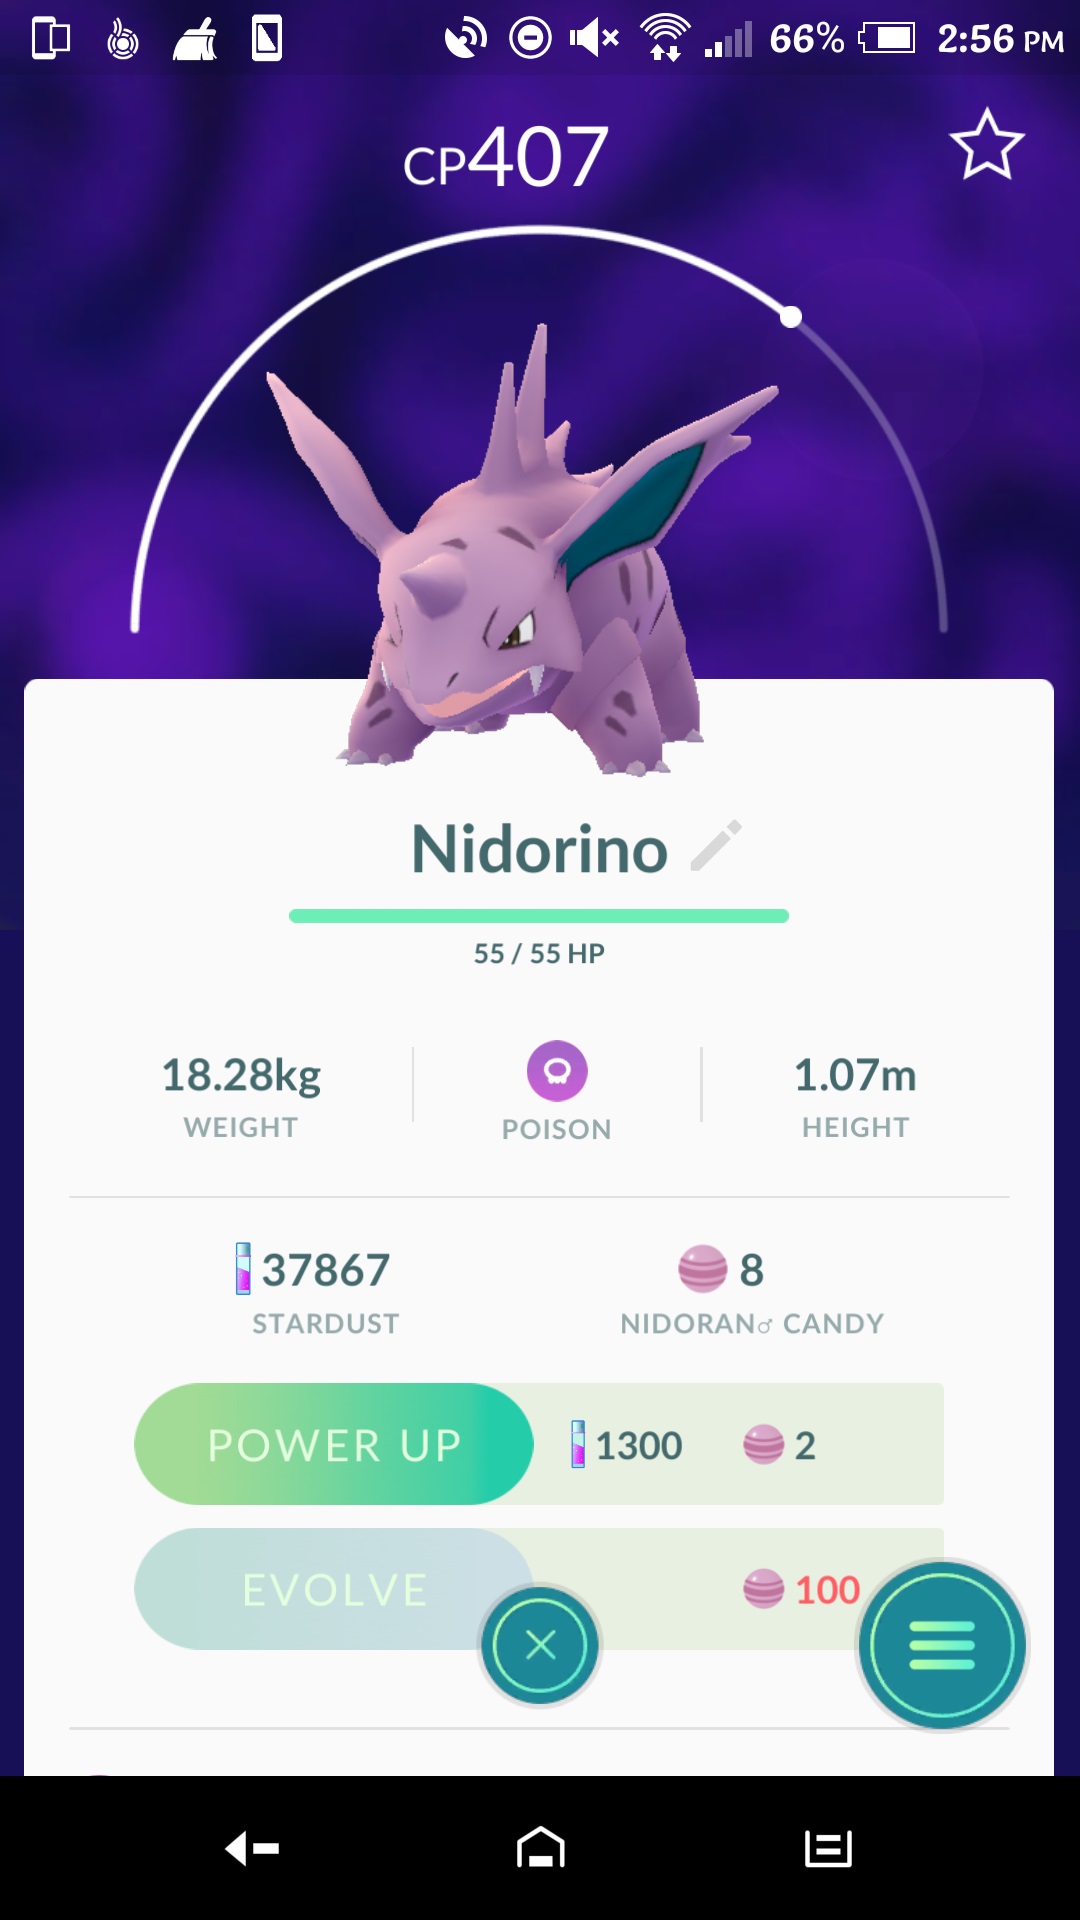 66% 2:56 PM
CP407
Nidorino
55 / 55 HP
18.28kg
WEIGHT
POISON
1.07m
HEIGHT
37867
STARDUST
8
NIDORAN♂ CANDY
POWER UP 1300 2
EVOLVE 100